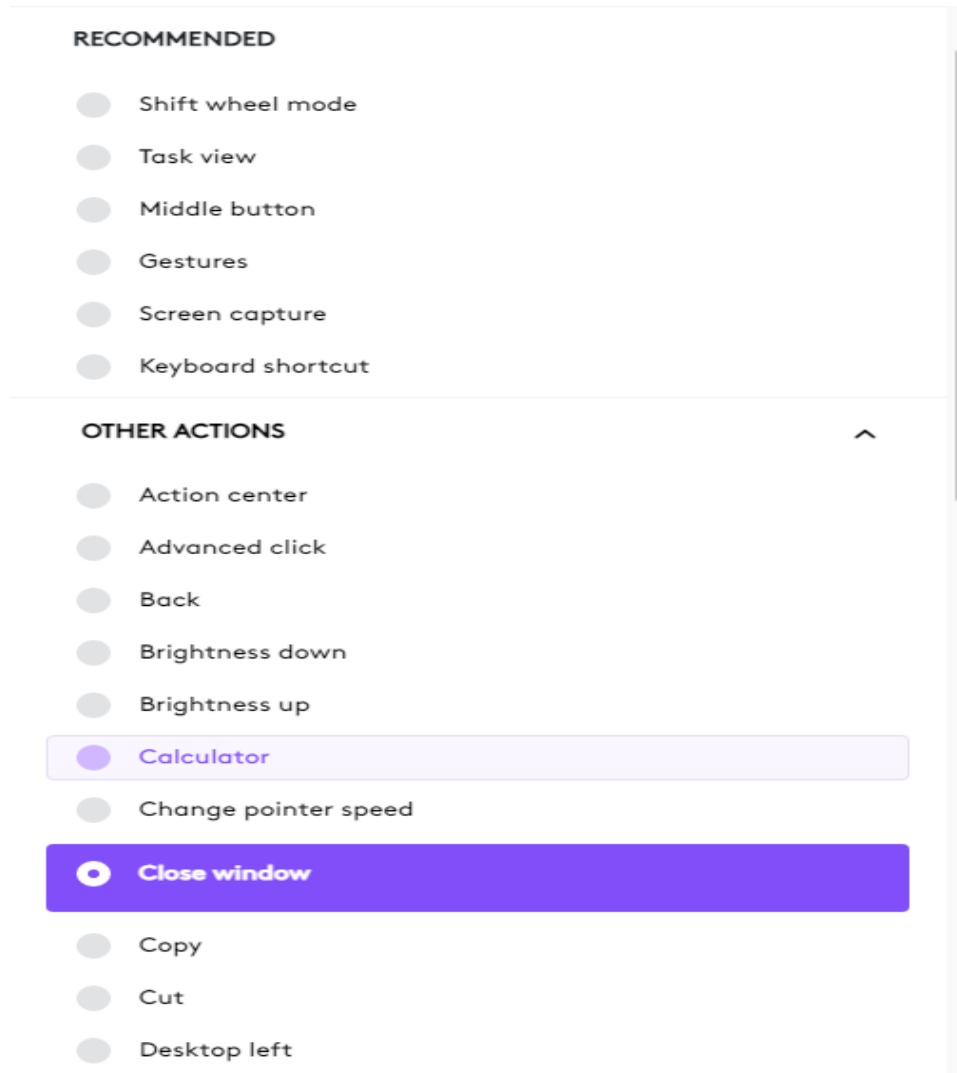 RECOMMENDED
Shift wheel mode
Task view
Middle button
Gestures
Screen capture
Keyboard shortcut
OTHER ACTIONS
Action center
Advanced click
Back
Brightness down
Brightness up
Calculator
Change pointer speed
Close window
Copy
Cut
Desktop left